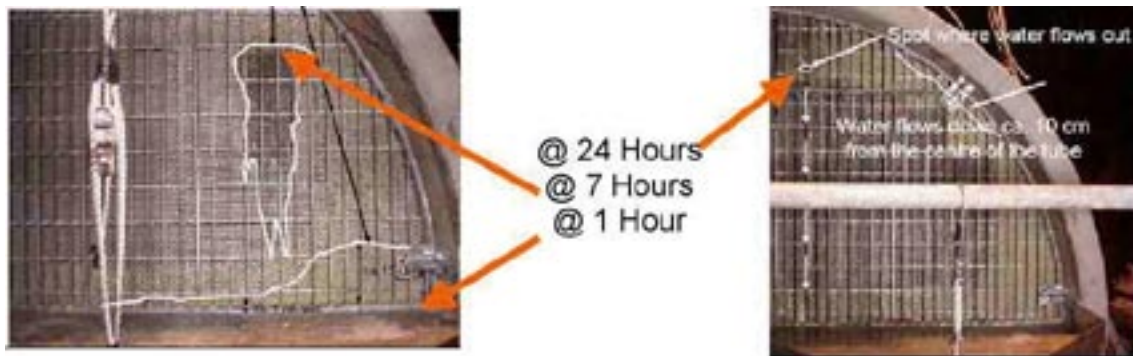 @ 24 Hours
@ 7 Hours
@ 1 Hour
Spot where water flows out
Water flows down ca. 10 cm
from the centre of the tube